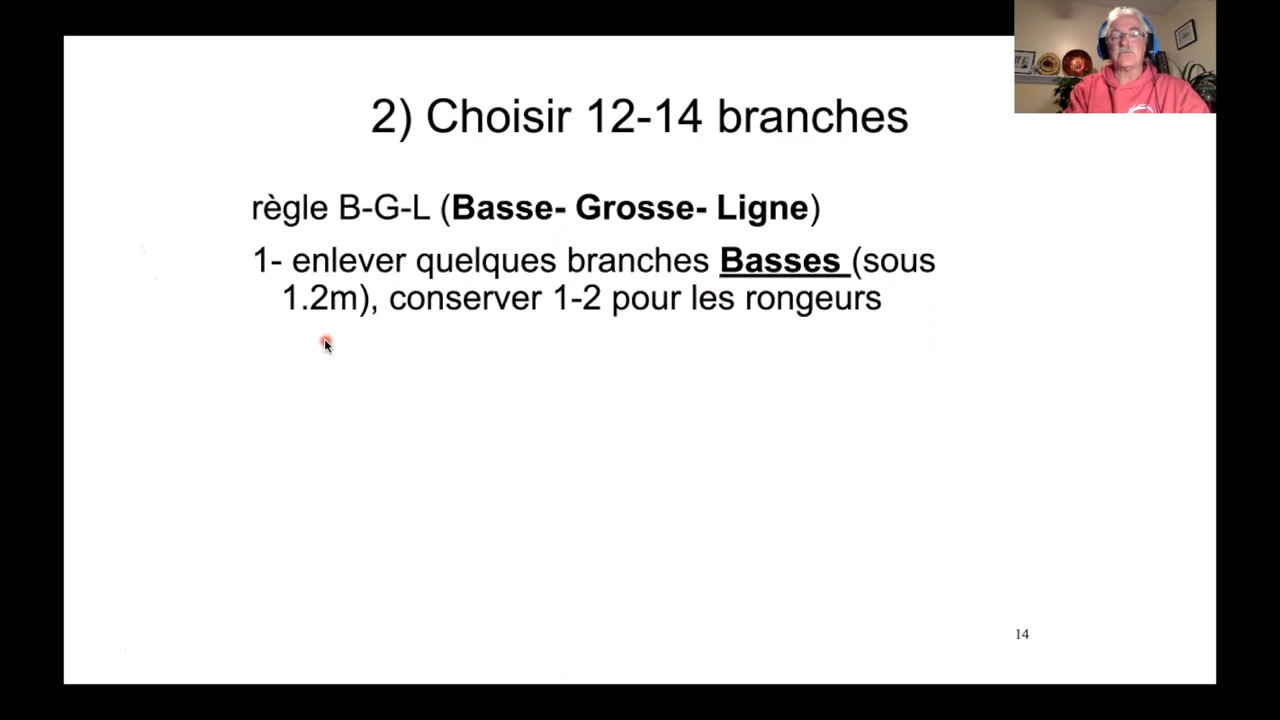 2) Choisir 12-14 branches
règle B-G-L (Basse- Grosse- Ligne)
1- enlever quelques branches Basses (sous
1.2m), conserver 1-2 pour les rongeurs
14